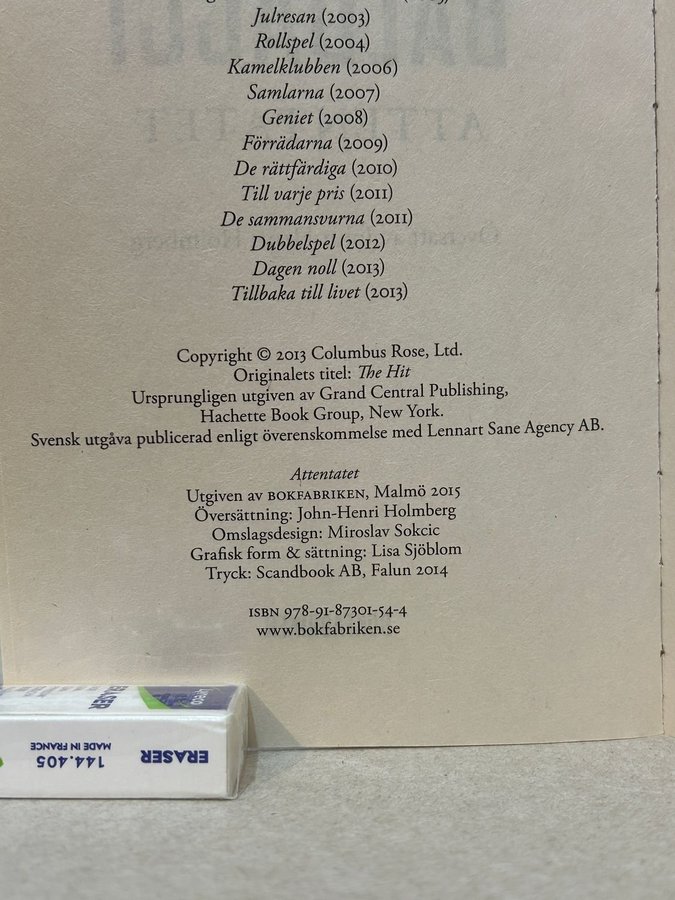 Julresan (2003)
Rollspel (2004)
Kamelklubben (2006)
Samlarna (2007)
Geniet (2008)
Förrädarna (2009)
De rättfärdiga (2010)
Till varje pris (2011)
De sammansvurna (2011)
Dubbelspel (2012)
Dagen noll (2013)
Tillbaka till livet (2013)
Copyright © 2013 Columbus Rose, Ltd.
Originalets titel: The Hit
Ursprungligen utgiven av Grand Central Publishing,
Hachette Book Group, New York.
Svensk utgåva publicerad enligt överenskommelse med Lennart Sane Agency AB.
Attentatet
Utgiven av BOKFABRIKEN, Malmö 2015
Översättning: John-Henri Holmberg
Omslagsdesign: Miroslav Sokcic
Grafisk form & sättning: Lisa Sjöblom
Tryck: Scandbook AB, Falun 2014
ISBN 978-91-87301-54-4
www.bokfabriken.se
ERASER
ERASER
MADE IN FRANCE
144.405